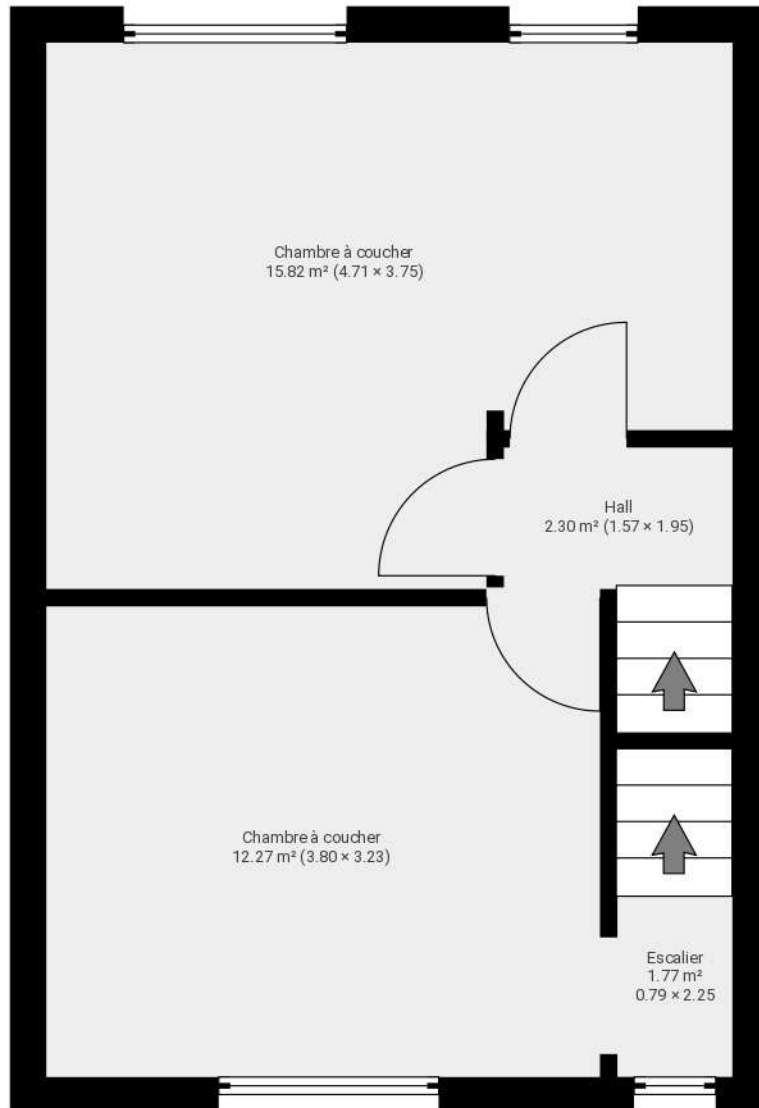 Chambre à coucher
15.82 m² (4.71 × 3.75)
Hall
2.30 m² (1.57 × 1.95)
Chambre à coucher
12.27 m² (3.80 × 3.23)
Escalier
1.77 m²
0.79 × 2.25